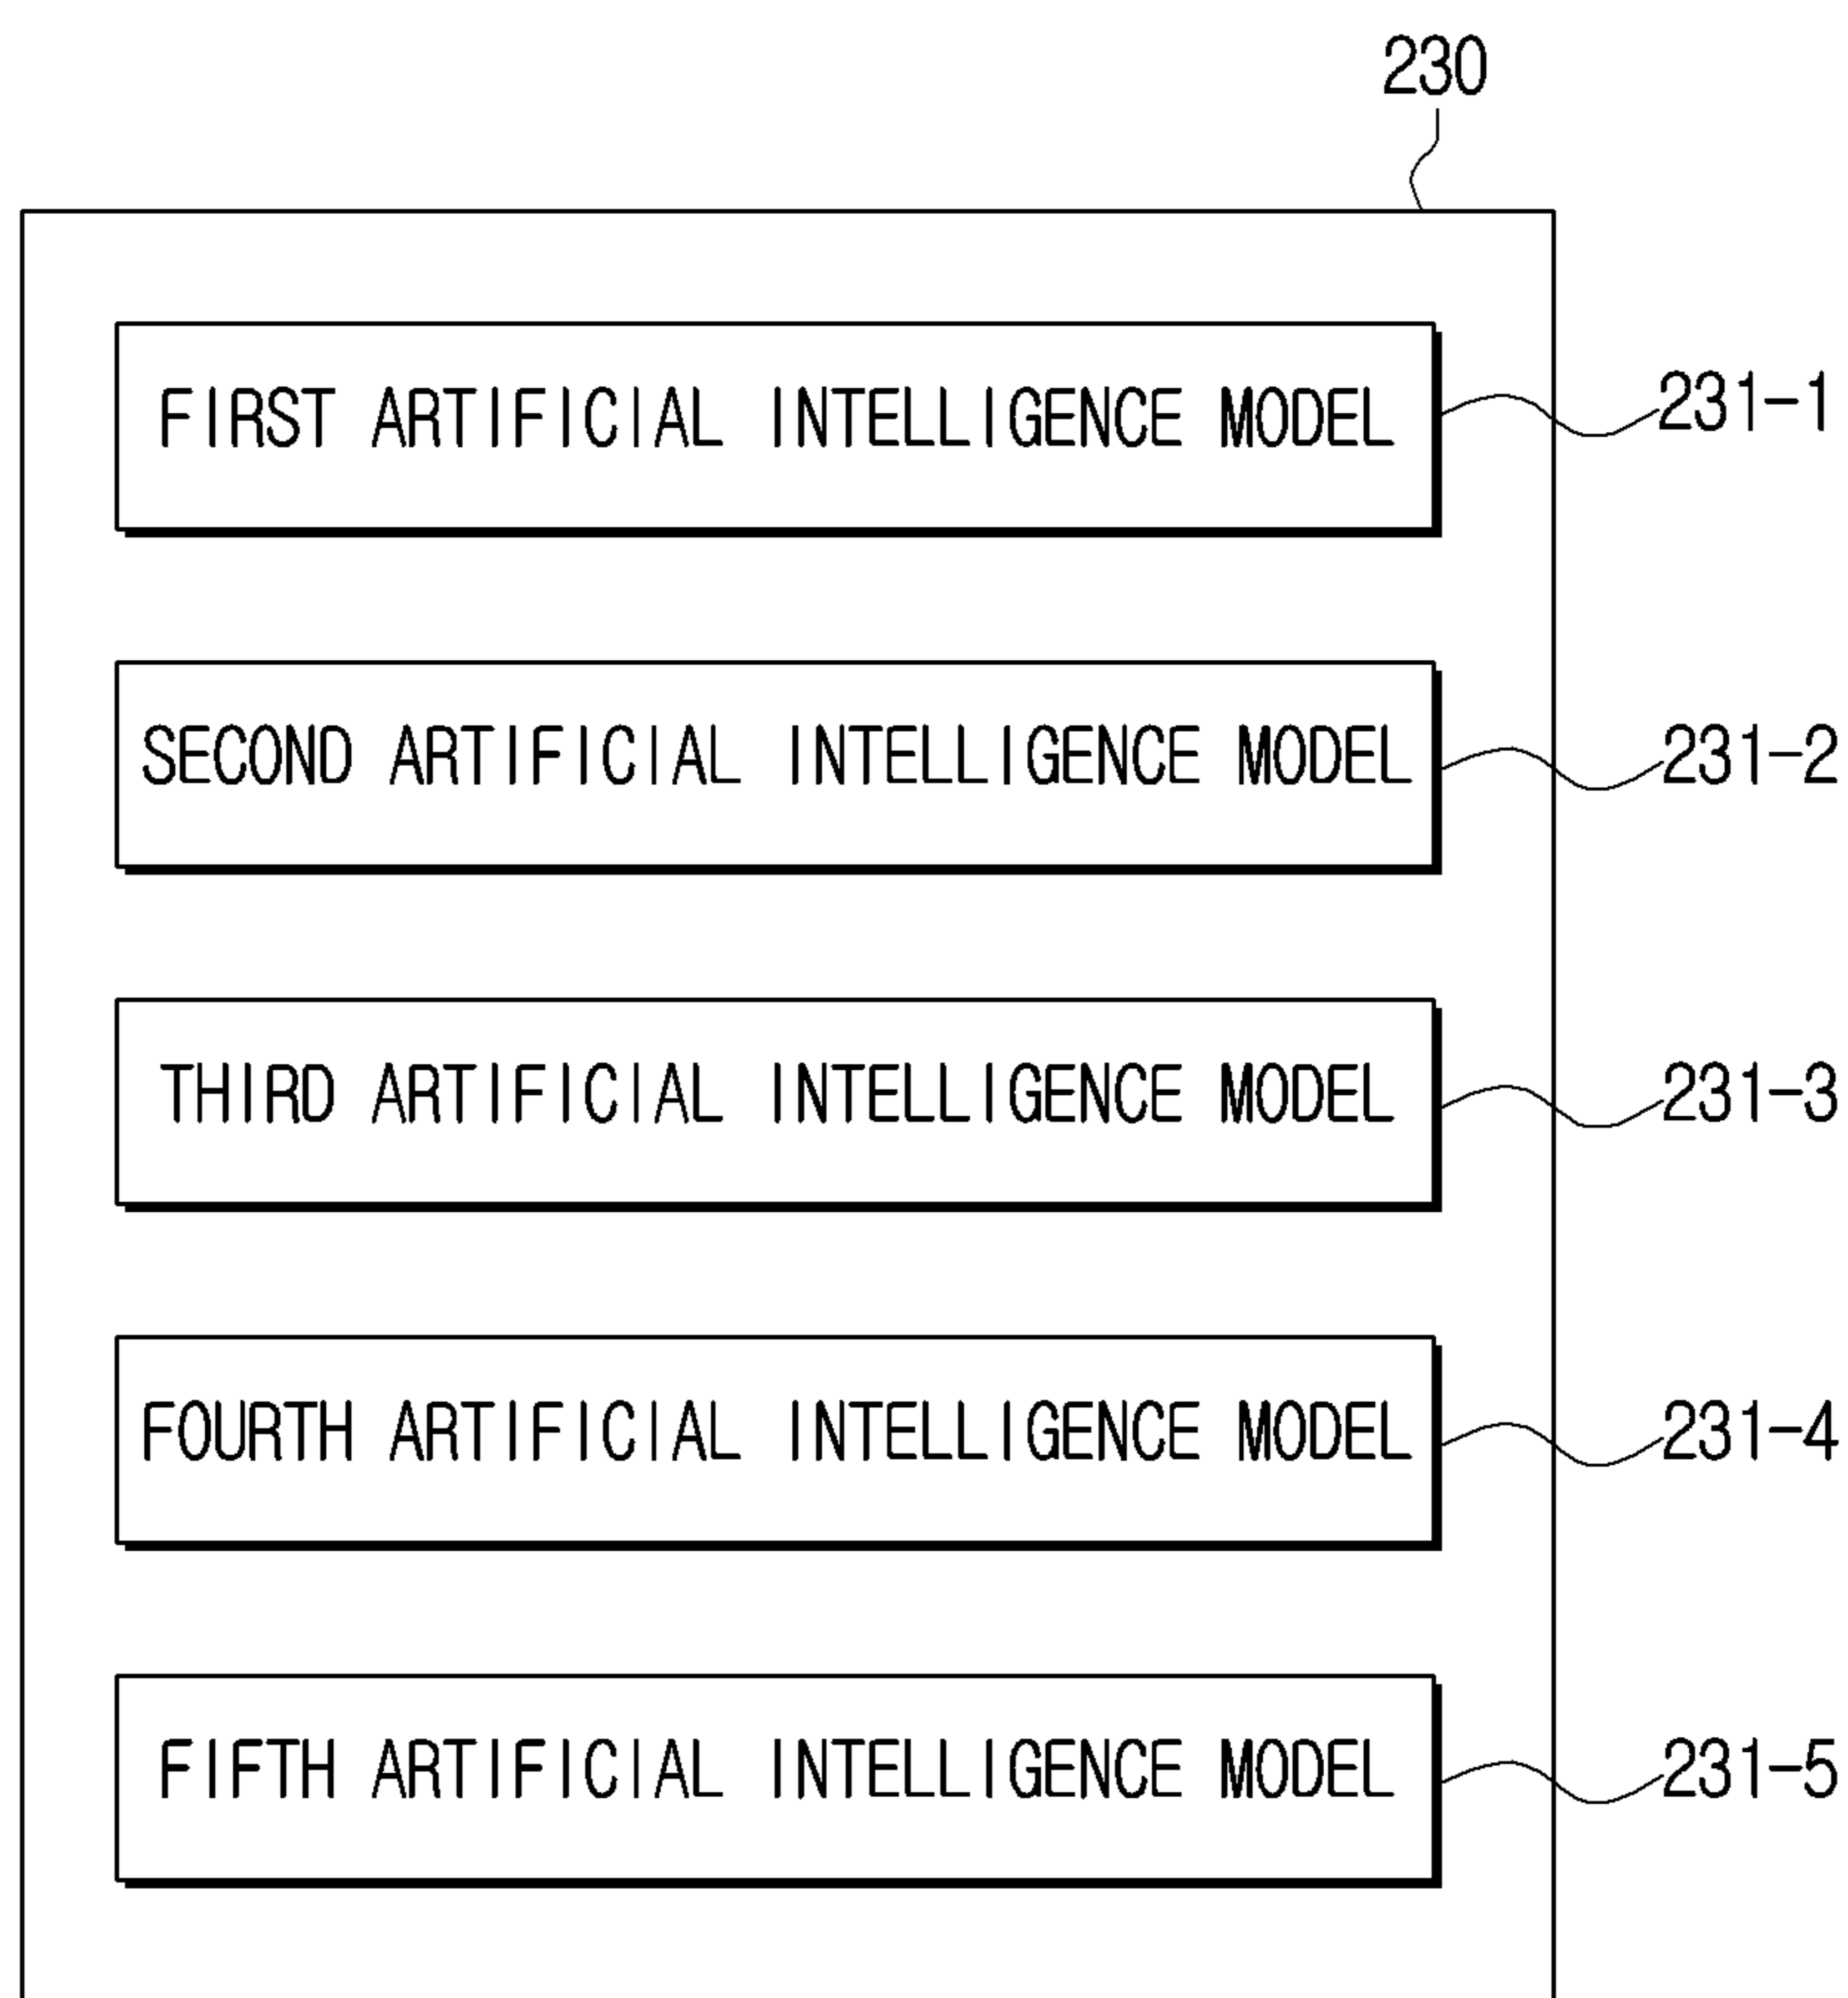 230
FIRST ARTIFICIAL INTELLIGENCE MODEL 231-1
SECOND ARTIFICIAL INTELLIGENCE MODEL 231-2
THIRD ARTIFICIAL INTELLIGENCE MODEL 231-3
FOURTH ARTIFICIAL INTELLIGENCE MODEL 231-4
FIFTH ARTIFICIAL INTELLIGENCE MODEL 231-5